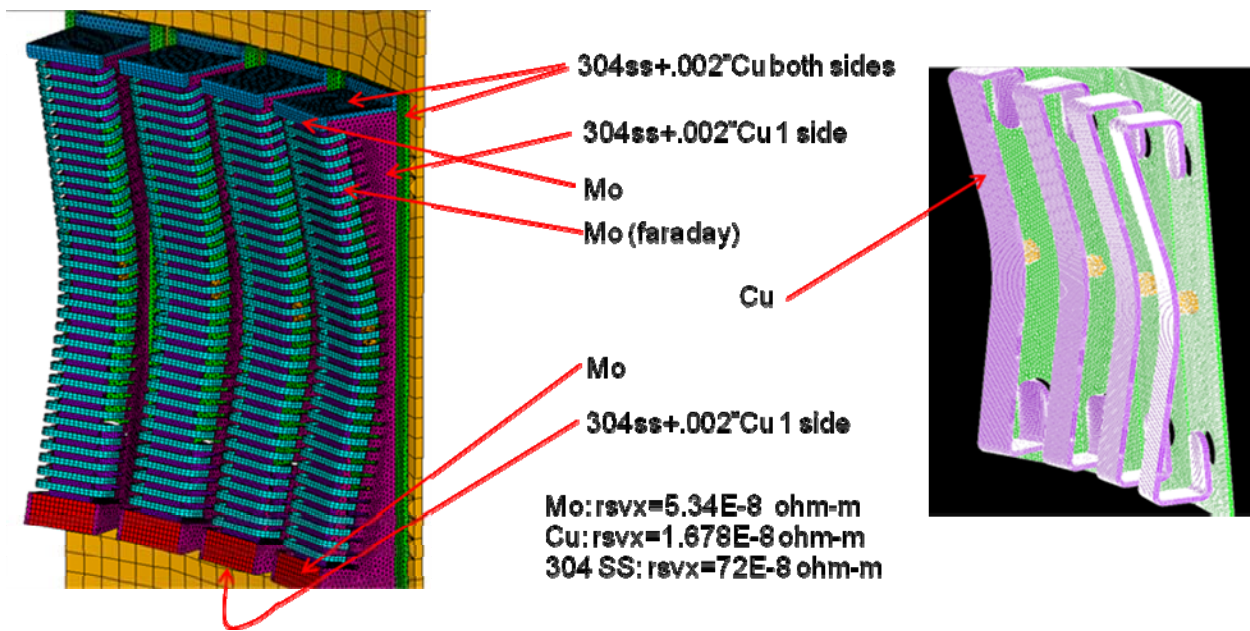 304ss+.002"Cu both sides
304ss+.002"Cu 1 side
Mo
Mo (faraday)
Cu
Mo
304ss+.002"Cu 1 side
Mo: rsvx=5.34E-8 ohm-m
Cu: rsvx=1.678E-8 ohm-m
304 SS: rsvx=72E-8 ohm-m